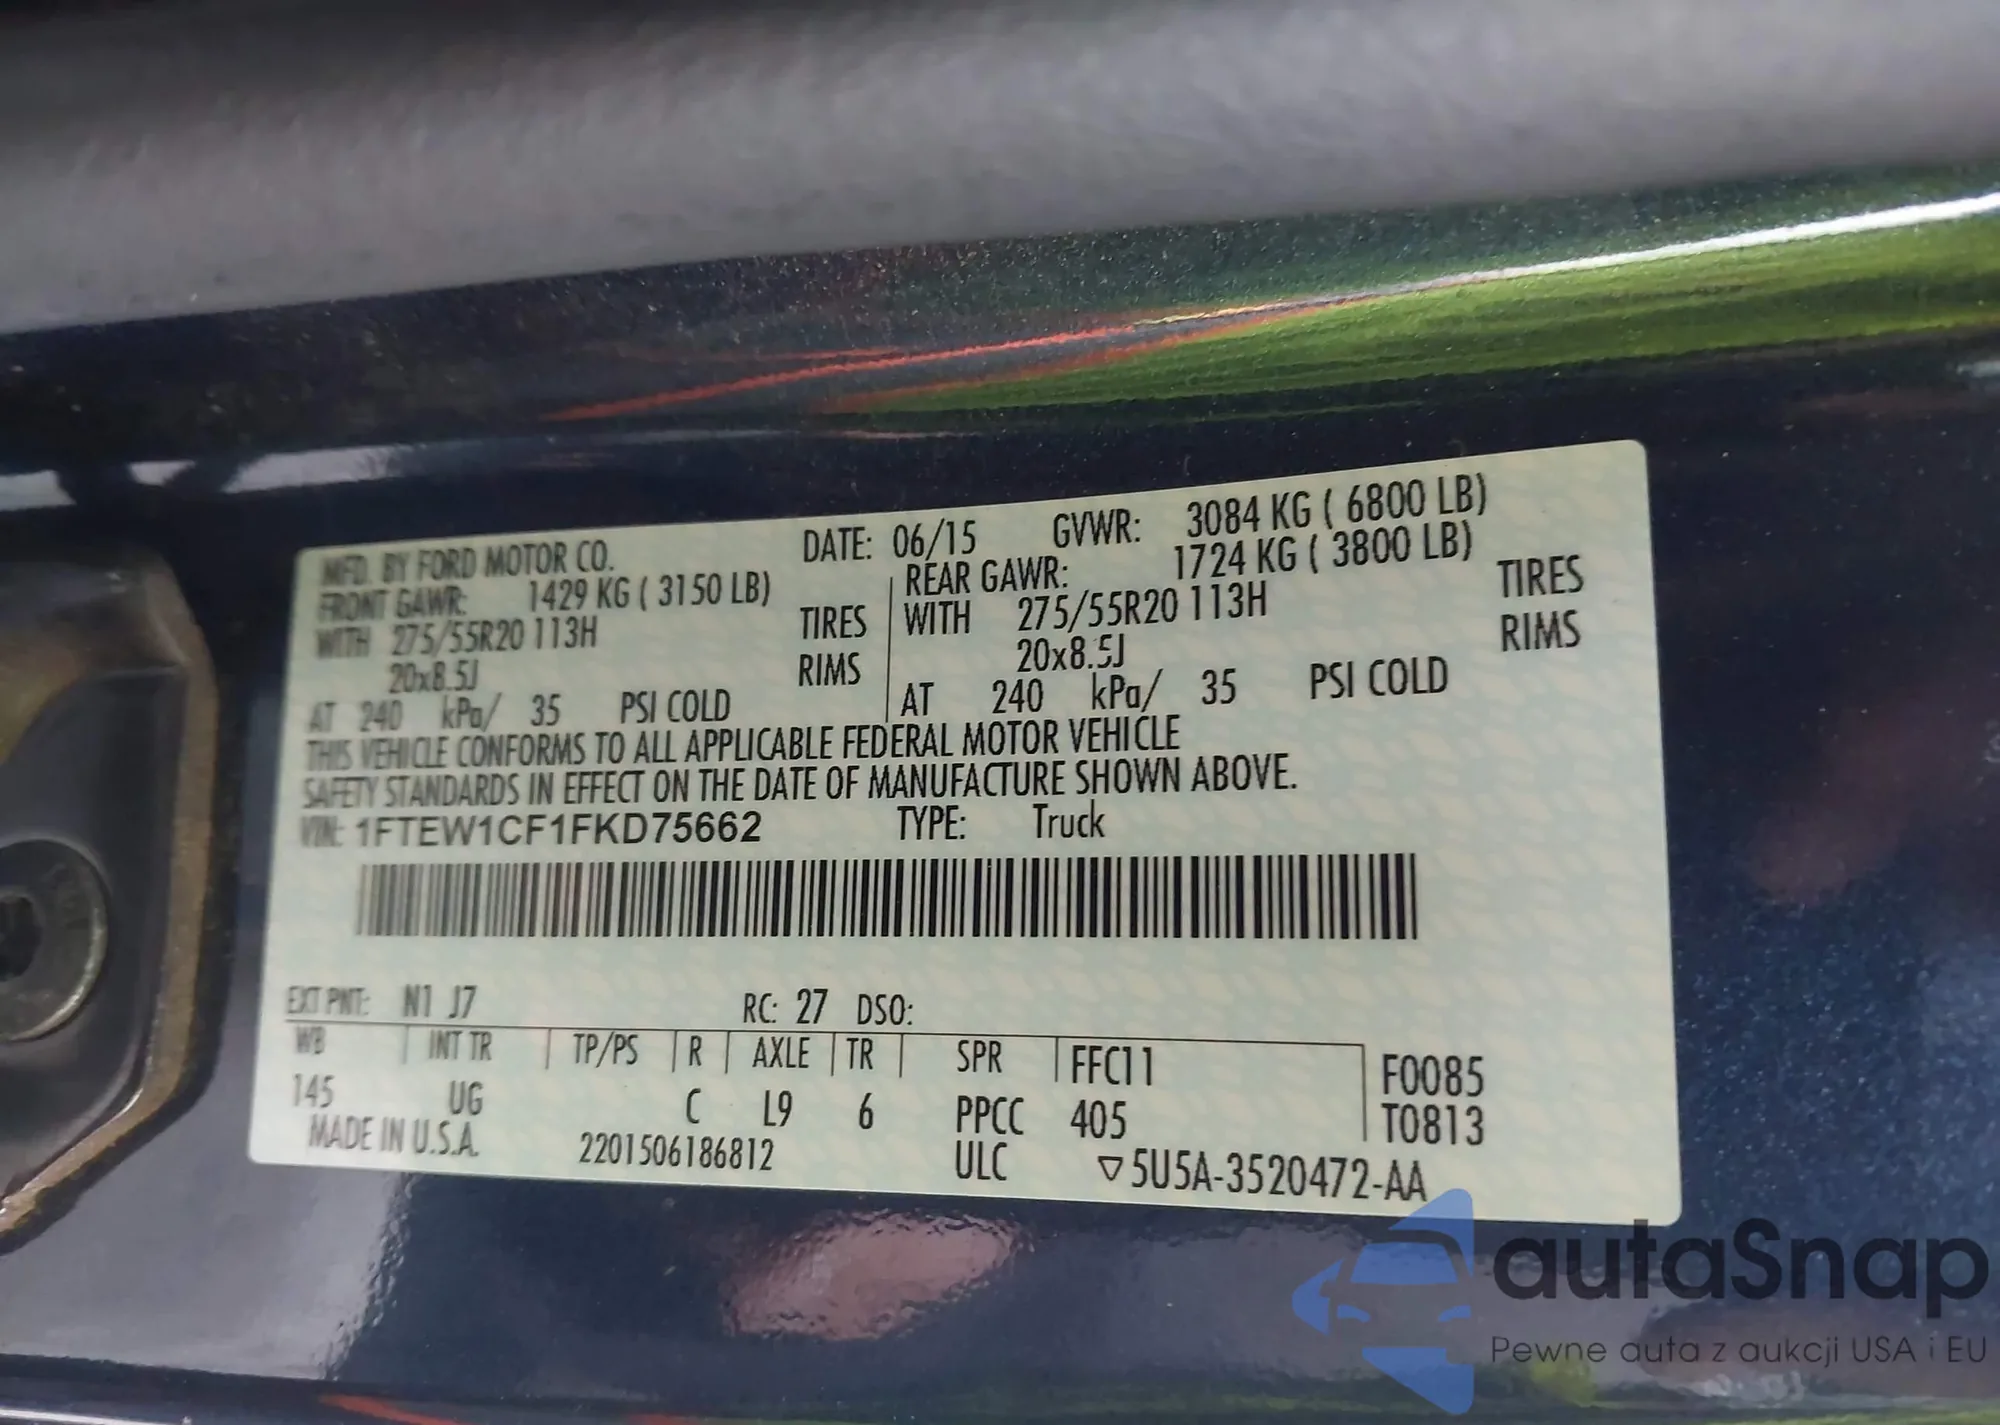 MFD. BY FORD MOTOR CO. DATE: 06/15 GVWR: 3084 KG ( 6800 LB)
FRONT GAWR: 1429 KG ( 3150 LB) REAR GAWR: 1724 KG ( 3800 LB)
WITH 275/55R20 113H TIRES WITH 275/55R20 113H TIRES
20x8.5J RIMS 20x8.5J RIMS
AT 240 kPa/ 35 PSI COLD AT 240 kPa/ 35 PSI COLD
THIS VEHICLE CONFORMS TO ALL APPLICABLE FEDERAL MOTOR VEHICLE
SAFETY STANDARDS IN EFFECT ON THE DATE OF MANUFACTURE SHOWN ABOVE.
VIN: 1FTEW1CF1FKD75662 TYPE: Truck
EXT PNT: N1 J7 RC: 27 DSO:
WB INT TR TP/PS R AXLE TR SPR FFC11 F0085
145 UG C L9 6 PPCC 405 T0813
MADE IN U.S.A. 2201506186812 ULC ▽5U5A-3520472-AA
autaSnap
Pewne auta z aukcji USA i EU